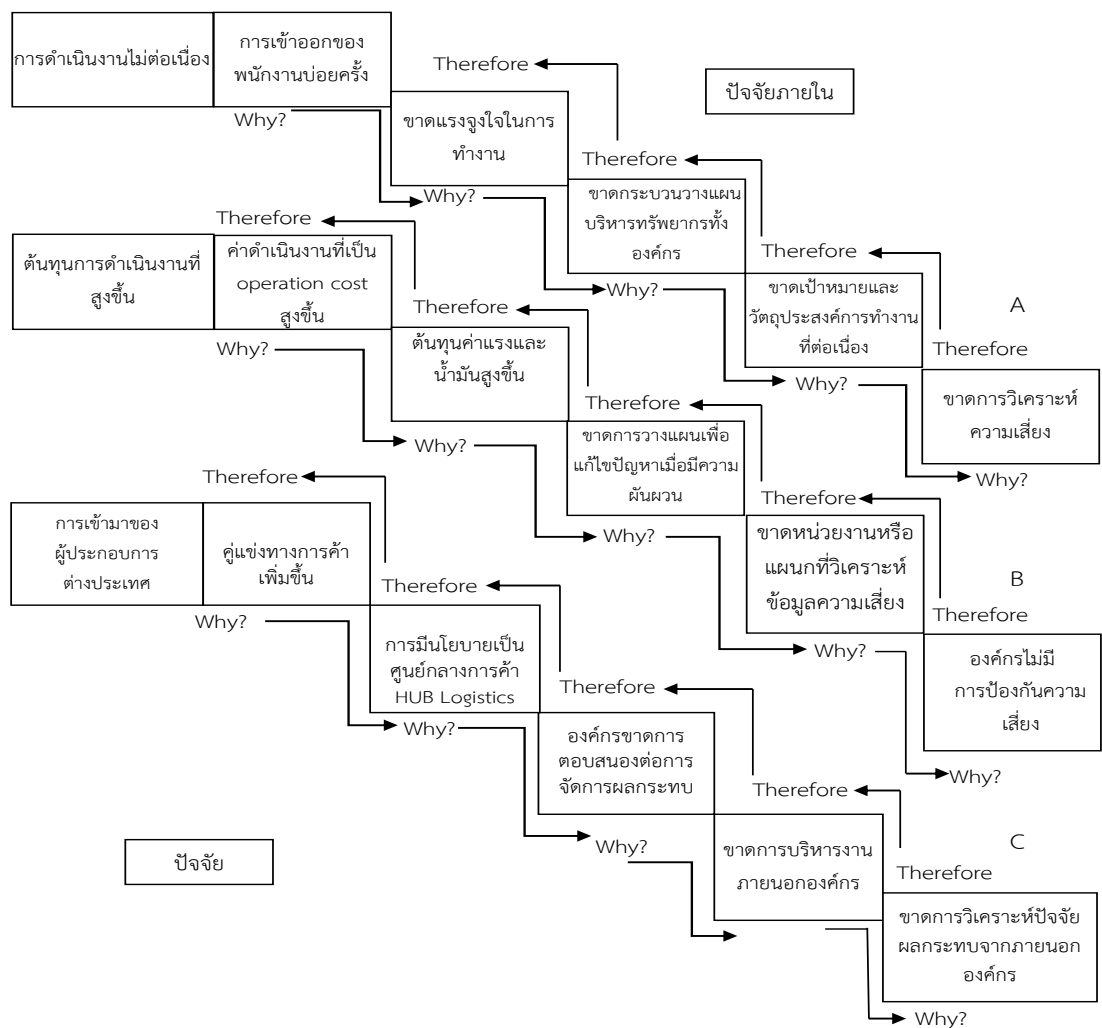 การดำเนินงานไม่ต่อเนื่อง
การเข้าออกของ
พนักงานบ่อยครั้ง
Therefore
ปัจจัยภายใน
Why?
ขาดแรงจูงใจในการ
ทำงาน
Therefore
Why?
ขาดกระบวนวางแผน
บริหารทรัพยากรทั้ง
องค์กร
Therefore
Why?
ขาดเป้าหมายและ
วัตถุประสงค์การทำงาน
ที่ต่อเนื่อง
A
Therefore
Why?
ขาดการวิเคราะห์
ความเสี่ยง
Why?
Therefore
ต้นทุนการดำเนินงานที่
สูงขึ้น
ค่าดำเนินงานที่เป็น
operation cost
สูงขึ้น
Therefore
Why?
ต้นทุนค่าแรงและ
น้ำมันสูงขึ้น
Therefore
Why?
ขาดการวางแผนเพื่อ
แก้ไขปัญหาเมื่อมีความ
ผันผวน
Therefore
Why?
ขาดหน่วยงานหรือ
แผนกที่วิเคราะห์
ข้อมูลความเสี่ยง
B
Therefore
Why?
องค์กรไม่มี
การป้องกันความ
เสี่ยง
Why?
Therefore
การเข้ามาของ
ผู้ประกอบการ
ต่างประเทศ
คู่แข่งทางการค้า
เพิ่มขึ้น
Therefore
Why?
การมีนโยบายเป็น
ศูนย์กลางการค้า
HUB Logistics
Therefore
Why?
องค์กรขาดการ
ตอบสนองต่อการ
จัดการผลกระทบ
Therefore
Why?
ขาดการบริหารงาน
ภายนอกองค์กร
C
Therefore
ขาดการวิเคราะห์ปัจจัย
ผลกระทบจากภายนอก
องค์กร
Why?
ปัจจัย